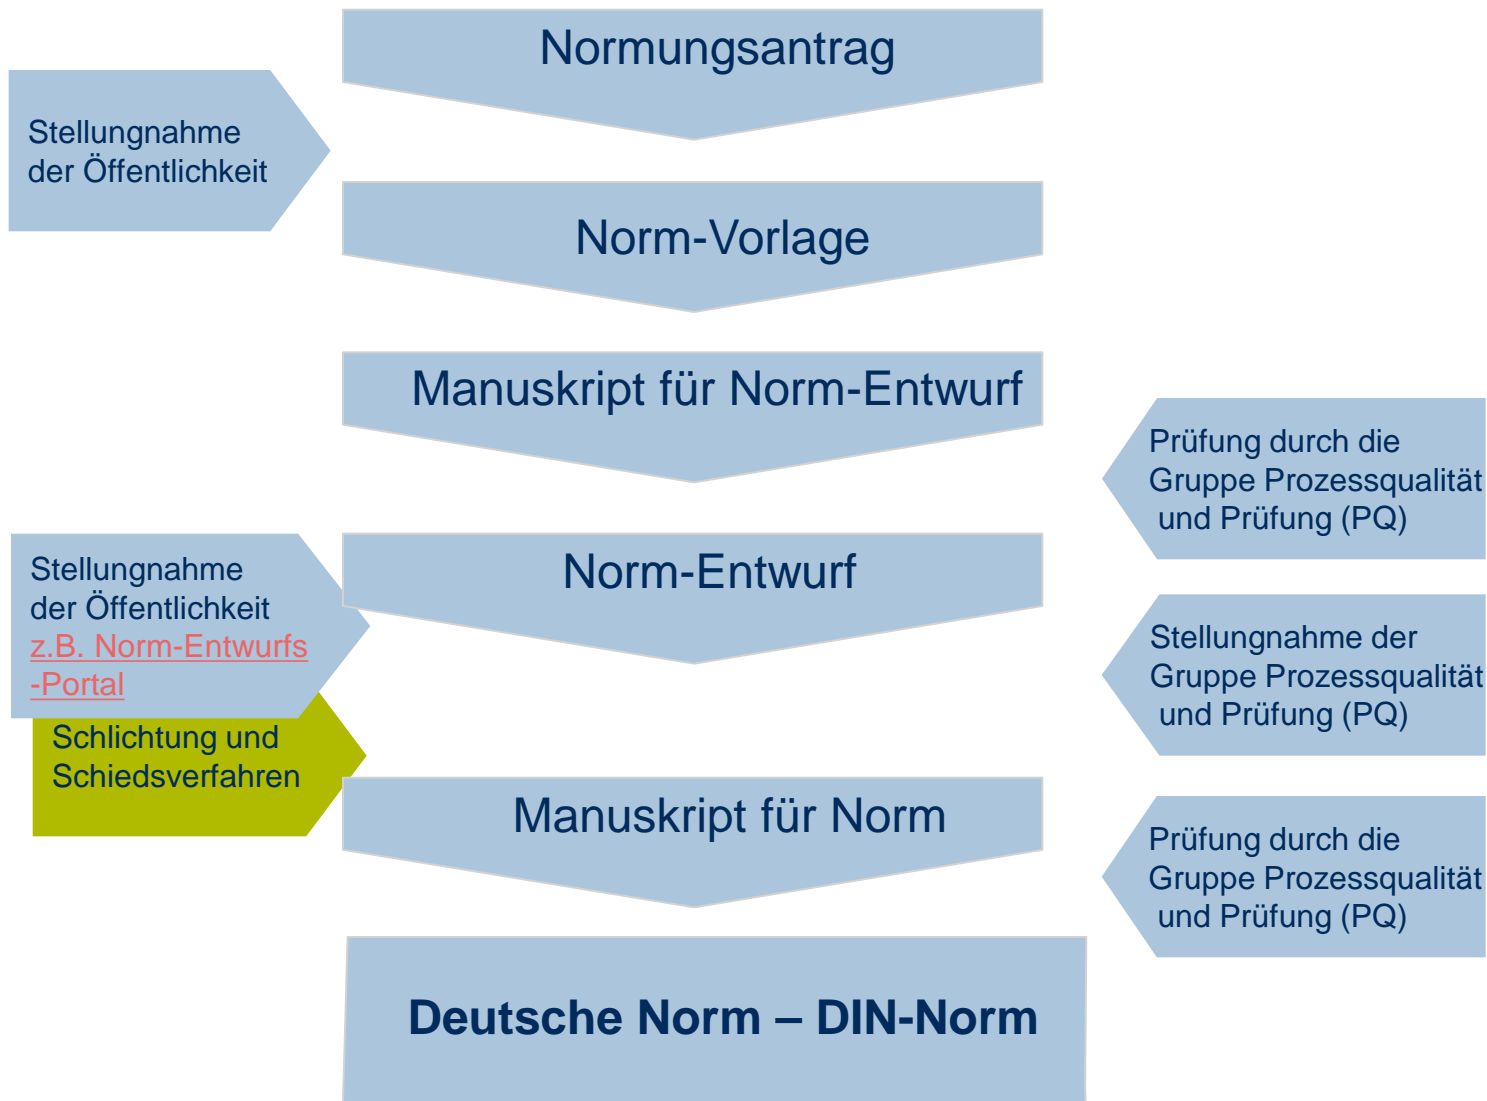 Normungsantrag
Stellungnahme
der Öffentlichkeit
Norm-Vorlage
Manuskript für Norm-Entwurf
Prüfung durch die
Gruppe Prozessqualität
und Prüfung (PQ)
Norm-Entwurf
Stellungnahme
der Öffentlichkeit
z.B. Norm-Entwurfs
-Portal
Stellungnahme der
Gruppe Prozessqualität
und Prüfung (PQ)
Schlichtung und
Schiedsverfahren
Manuskript für Norm
Prüfung durch die
Gruppe Prozessqualität
und Prüfung (PQ)
Deutsche Norm – DIN-Norm